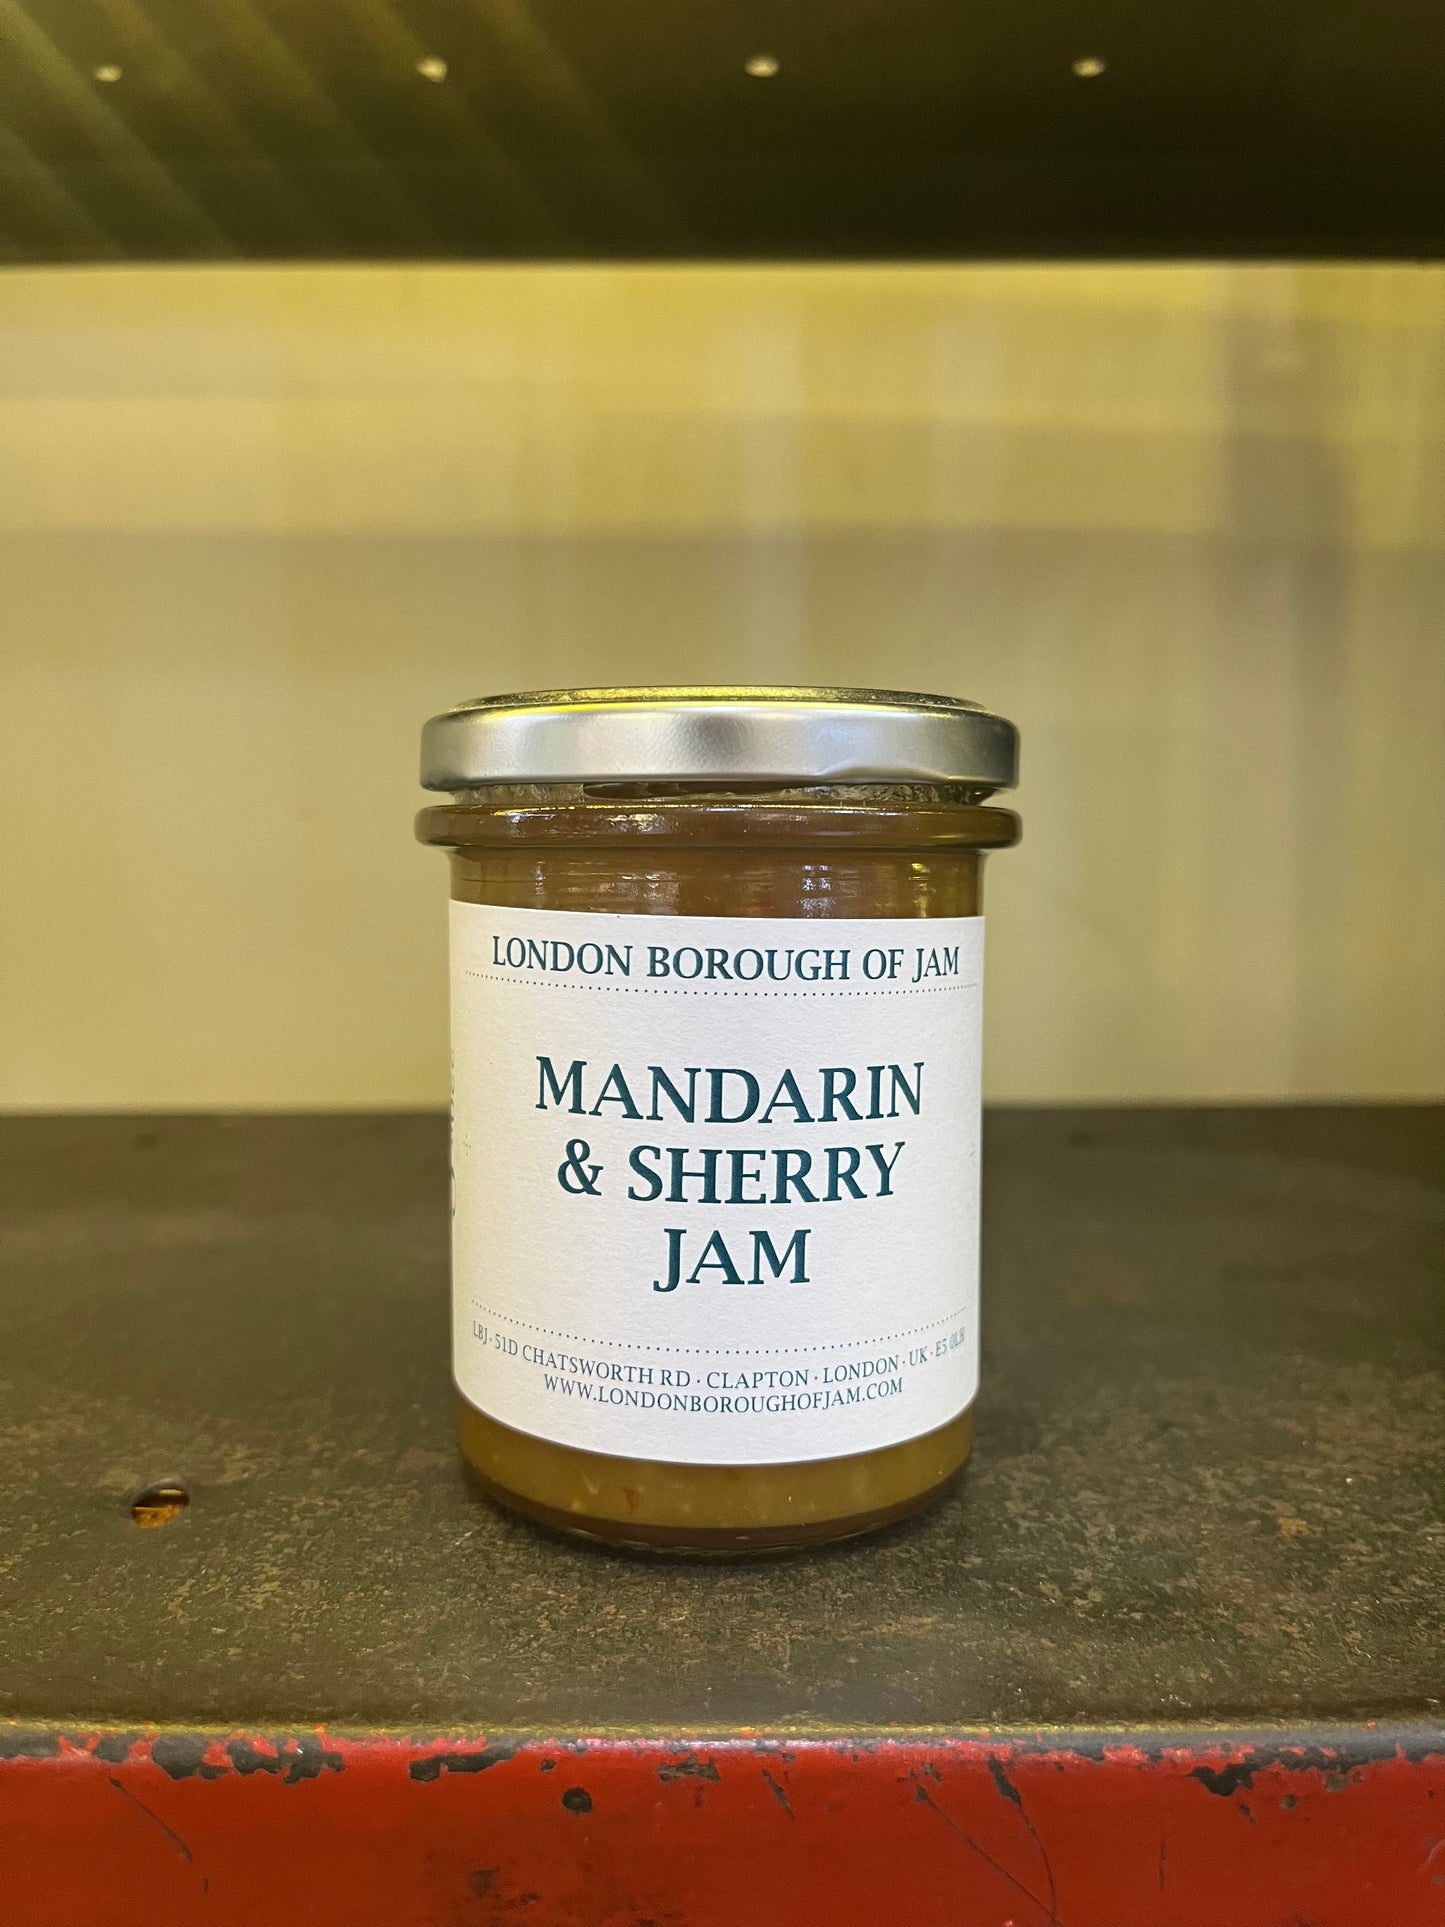 LONDON BOROUGH OF JAM
MANDARIN
& SHERRY
JAM
LBJ · 51D CHATSWORTH RD · CLAPTON · LONDON · UK · E5 0LH
WWW.LONDONBOROUGHOFJAM.COM